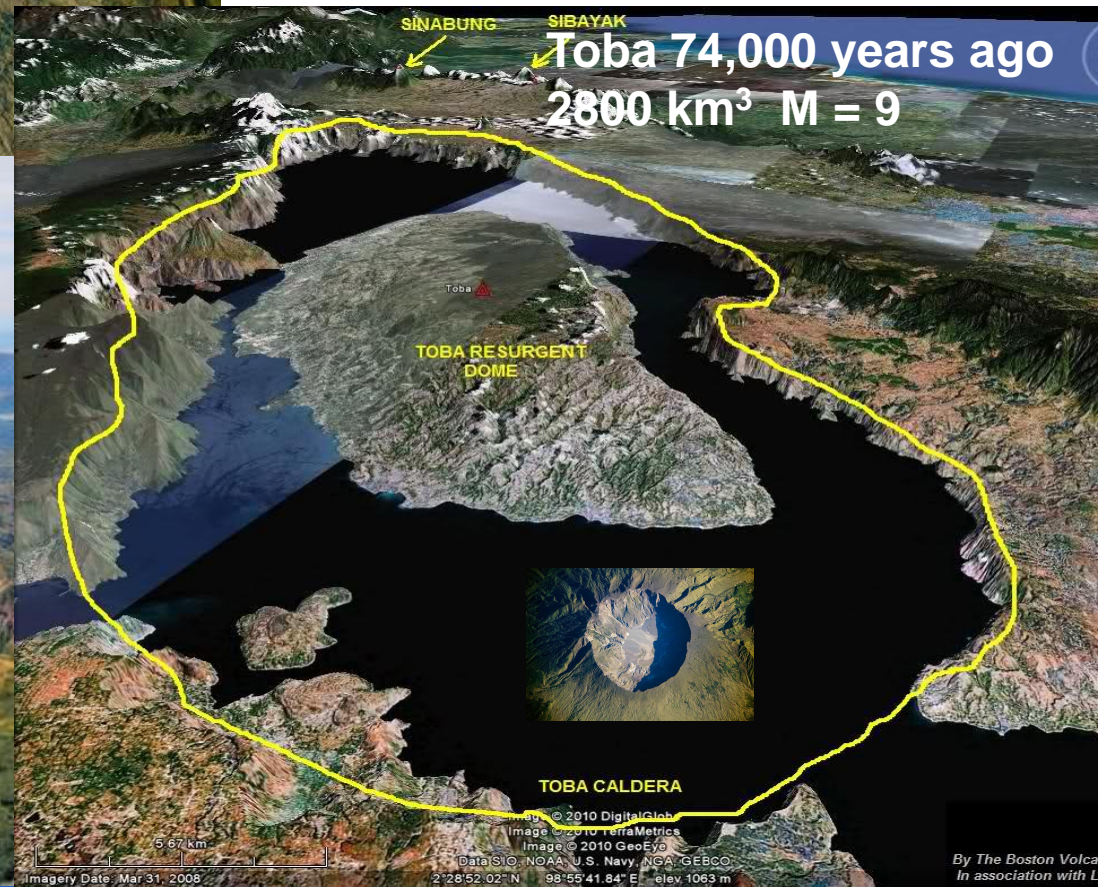 SINABUNG
SIBAYAK
Toba 74,000 years ago
2800 km³ M = 9
Toba
TOBA RESURGENT
DOME
TOBA CALDERA
Image © 2010 DigitalGlobe
Image © 2010 TerraMetrics
Image © 2010 GeoEye
Data SIO, NOAA, U.S. Navy, NGA, GEBCO
5.67 km
Imagery Date: Mar 31, 2008
2°28'52.02" N 98°55'41.84" E elev 1063 m
By The Boston
In association with